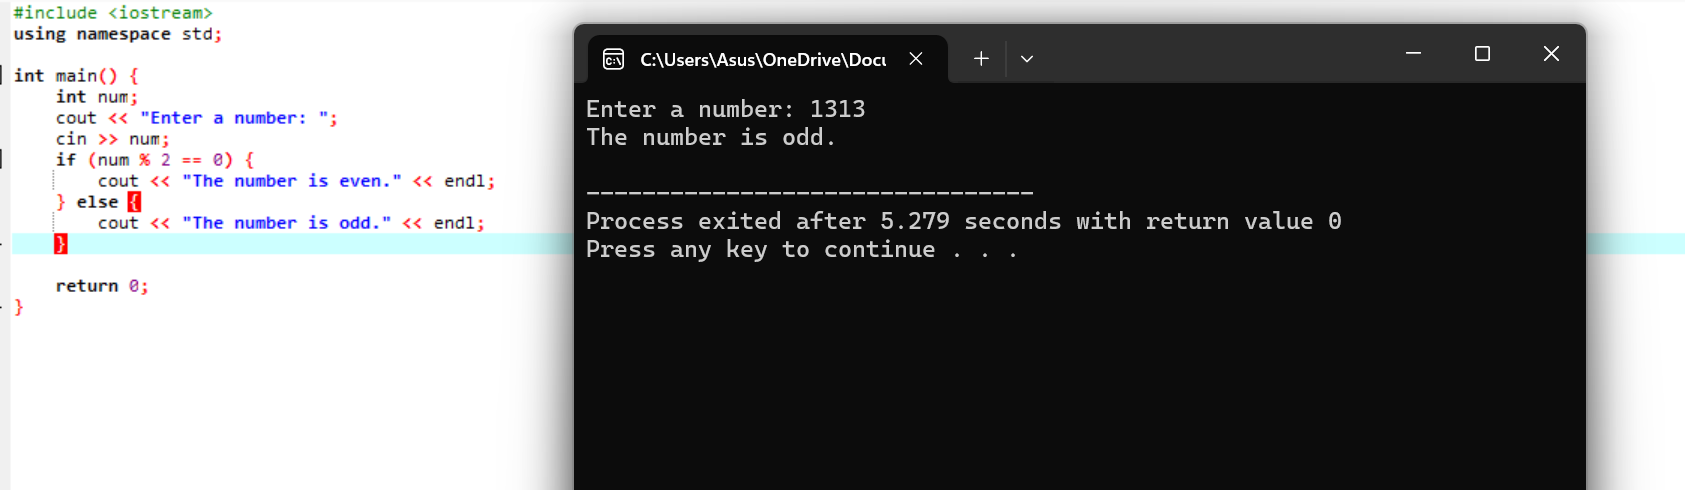 #include <iostream>
using namespace std;
int main() {
int num;
cout << "Enter a number: ";
cin >> num;
if (num % 2 == 0) {
cout << "The number is even." << endl;
} else {
cout << "The number is odd." << endl;
}
return 0;
}
C:\Users\Asus\OneDrive\Docu
Enter a number: 1313
The number is odd.
--------------------------------
Process exited after 5.279 seconds with return value 0
Press any key to continue . . .